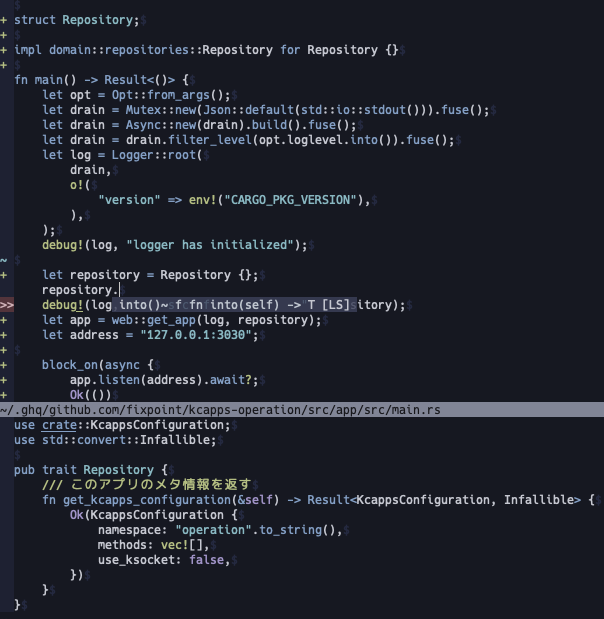 + struct Repository;$
+ $
+ impl domain::repositories::Repository for Repository {}$
+ $
fn main() -> Result<()> {$
let opt = Opt::from_args();$
let drain = Mutex::new(Json::default(std::io::stdout())).fuse();$
let drain = Async::new(drain).build().fuse();$
let drain = drain.filter_level(opt.loglevel.into()).fuse();$
let log = Logger::root($
drain,$
o!($
"version" => env!("CARGO_PKG_VERSION"),$
),$
);$
debug!(log, "logger has initialized");$
~ $
+ let repository = Repository {};$
repository.
>> debug!(log into()~ f fn into(self) -> T [LS] itory);$
+ let app = web::get_app(log, repository);$
+ let address = "127.0.0.1:3030";$
+ $
+ block_on(async {$
+ app.listen(address).await?;$
+ Ok(())$
~/.ghq/github.com/fixpoint/kcapps-operation/src/app/src/main.rs
use crate::KcappsConfiguration;$
use std::convert::Infallible;$
$
pub trait Repository {$
/// このアプリのメタ情報を返す$
fn get_kcapps_configuration(&self) -> Result<KcappsConfiguration, Infallible> {$
Ok(KcappsConfiguration {$
namespace: "operation".to_string(),$
methods: vec![],$
use_ksocket: false,$
})$
}$
}$